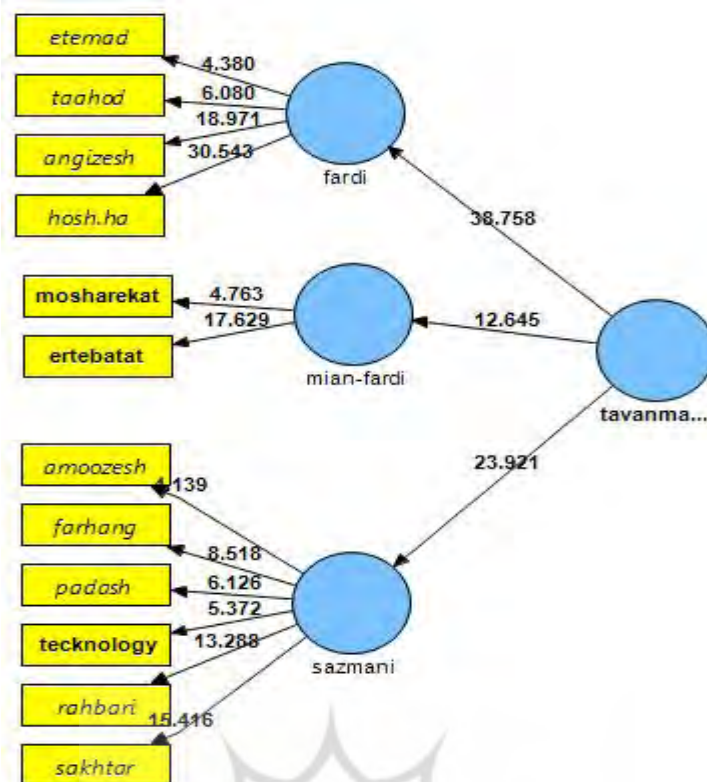 etemad
4.380
taahod
6.080
angizesh
18.971
hosh.ha
30.543
fardi
38.758
mosharekat
4.763
ertebatat
17.629
mian-fardi
12.645
tavanma...
amoozesh
4.139
farhang
8.518
padash
6.126
tecknology
5.372
rahbari
13.288
sakhtar
15.416
sazmani
23.921